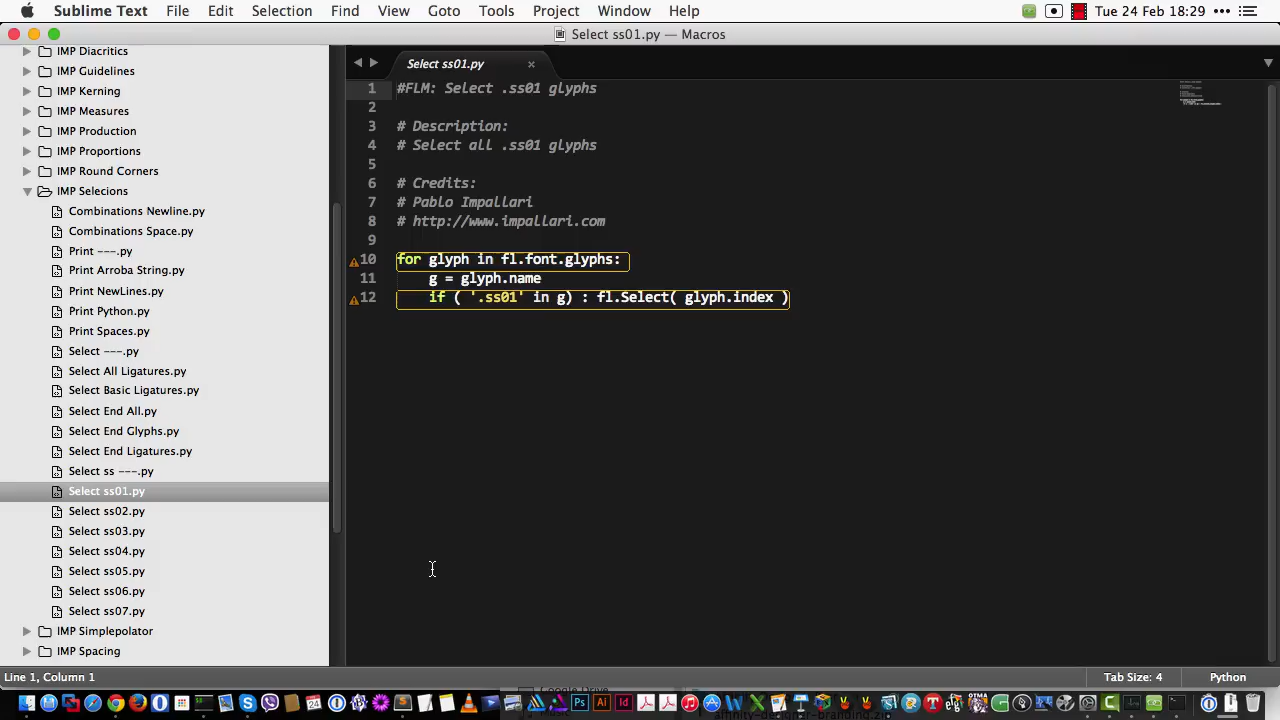 Sublime Text File Edit Selection Find View Goto Tools Project Window Help Tue 24 Feb 18:29
Select ss01.py — Macros
IMP Diacritics
IMP Guidelines
IMP Kerning
IMP Measures
IMP Production
IMP Proportions
IMP Round Corners
IMP Selecions
Combinations Newline.py
Combinations Space.py
Print ---.py
Print Arroba String.py
Print NewLines.py
Print Python.py
Print Spaces.py
Select ---.py
Select All Ligatures.py
Select Basic Ligatures.py
Select End All.py
Select End Glyphs.py
Select End Ligatures.py
Select ss ---.py
Select ss01.py
Select ss02.py
Select ss03.py
Select ss04.py
Select ss05.py
Select ss06.py
Select ss07.py
IMP Simplepolator
IMP Spacing
Select ss01.py
1 #FLM: Select .ss01 glyphs
2
3 # Description:
4 # Select all .ss01 glyphs
5
6 # Credits:
7 # Pablo Impallari
8 # http://www.impallari.com
9
10 for glyph in fl.font.glyphs:
11 g = glyph.name
12 if ( '.ss01' in g) : fl.Select( glyph.index )
Line 1, Column 1 Tab Size: 4 Python